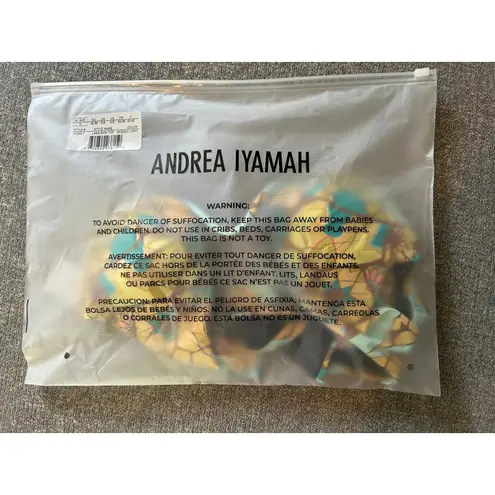 ANDREA IYAMAH
WARNING:
TO AVOID DANGER OF SUFFOCATION, KEEP THIS BAG AWAY FROM BABIES
AND CHILDREN. DO NOT USE IN CRIBS, BEDS, CARRIAGES OR PLAYPENS.
THIS BAG IS NOT A TOY.
AVERTISSEMENT: POUR EVITER TOUT DANGER DE SUFFOCATION,
GARDEZ CE SAC HORS DE LA PORTÉE DES BÉBÉS ET DES ENFANTS.
NE PAS UTILISER DANS UN LIT D'ENFANT, LITS, LANDAUS
OU PARCS POUR BÉBÉS CE SAC N'EST PAS UN JOUET.
PRECAUCION: PARA EVITAR EL PELIGRO DE ASFIXIA, MANTENGA ESTA
BOLSA LEJOS DE BEBÉS Y NIÑOS. NO LA USE EN CUNAS, CAMAS, CARREOLAS
O CORRALES DE JUEGO. ESTA BOLSA NO ES UN JUGUETE.